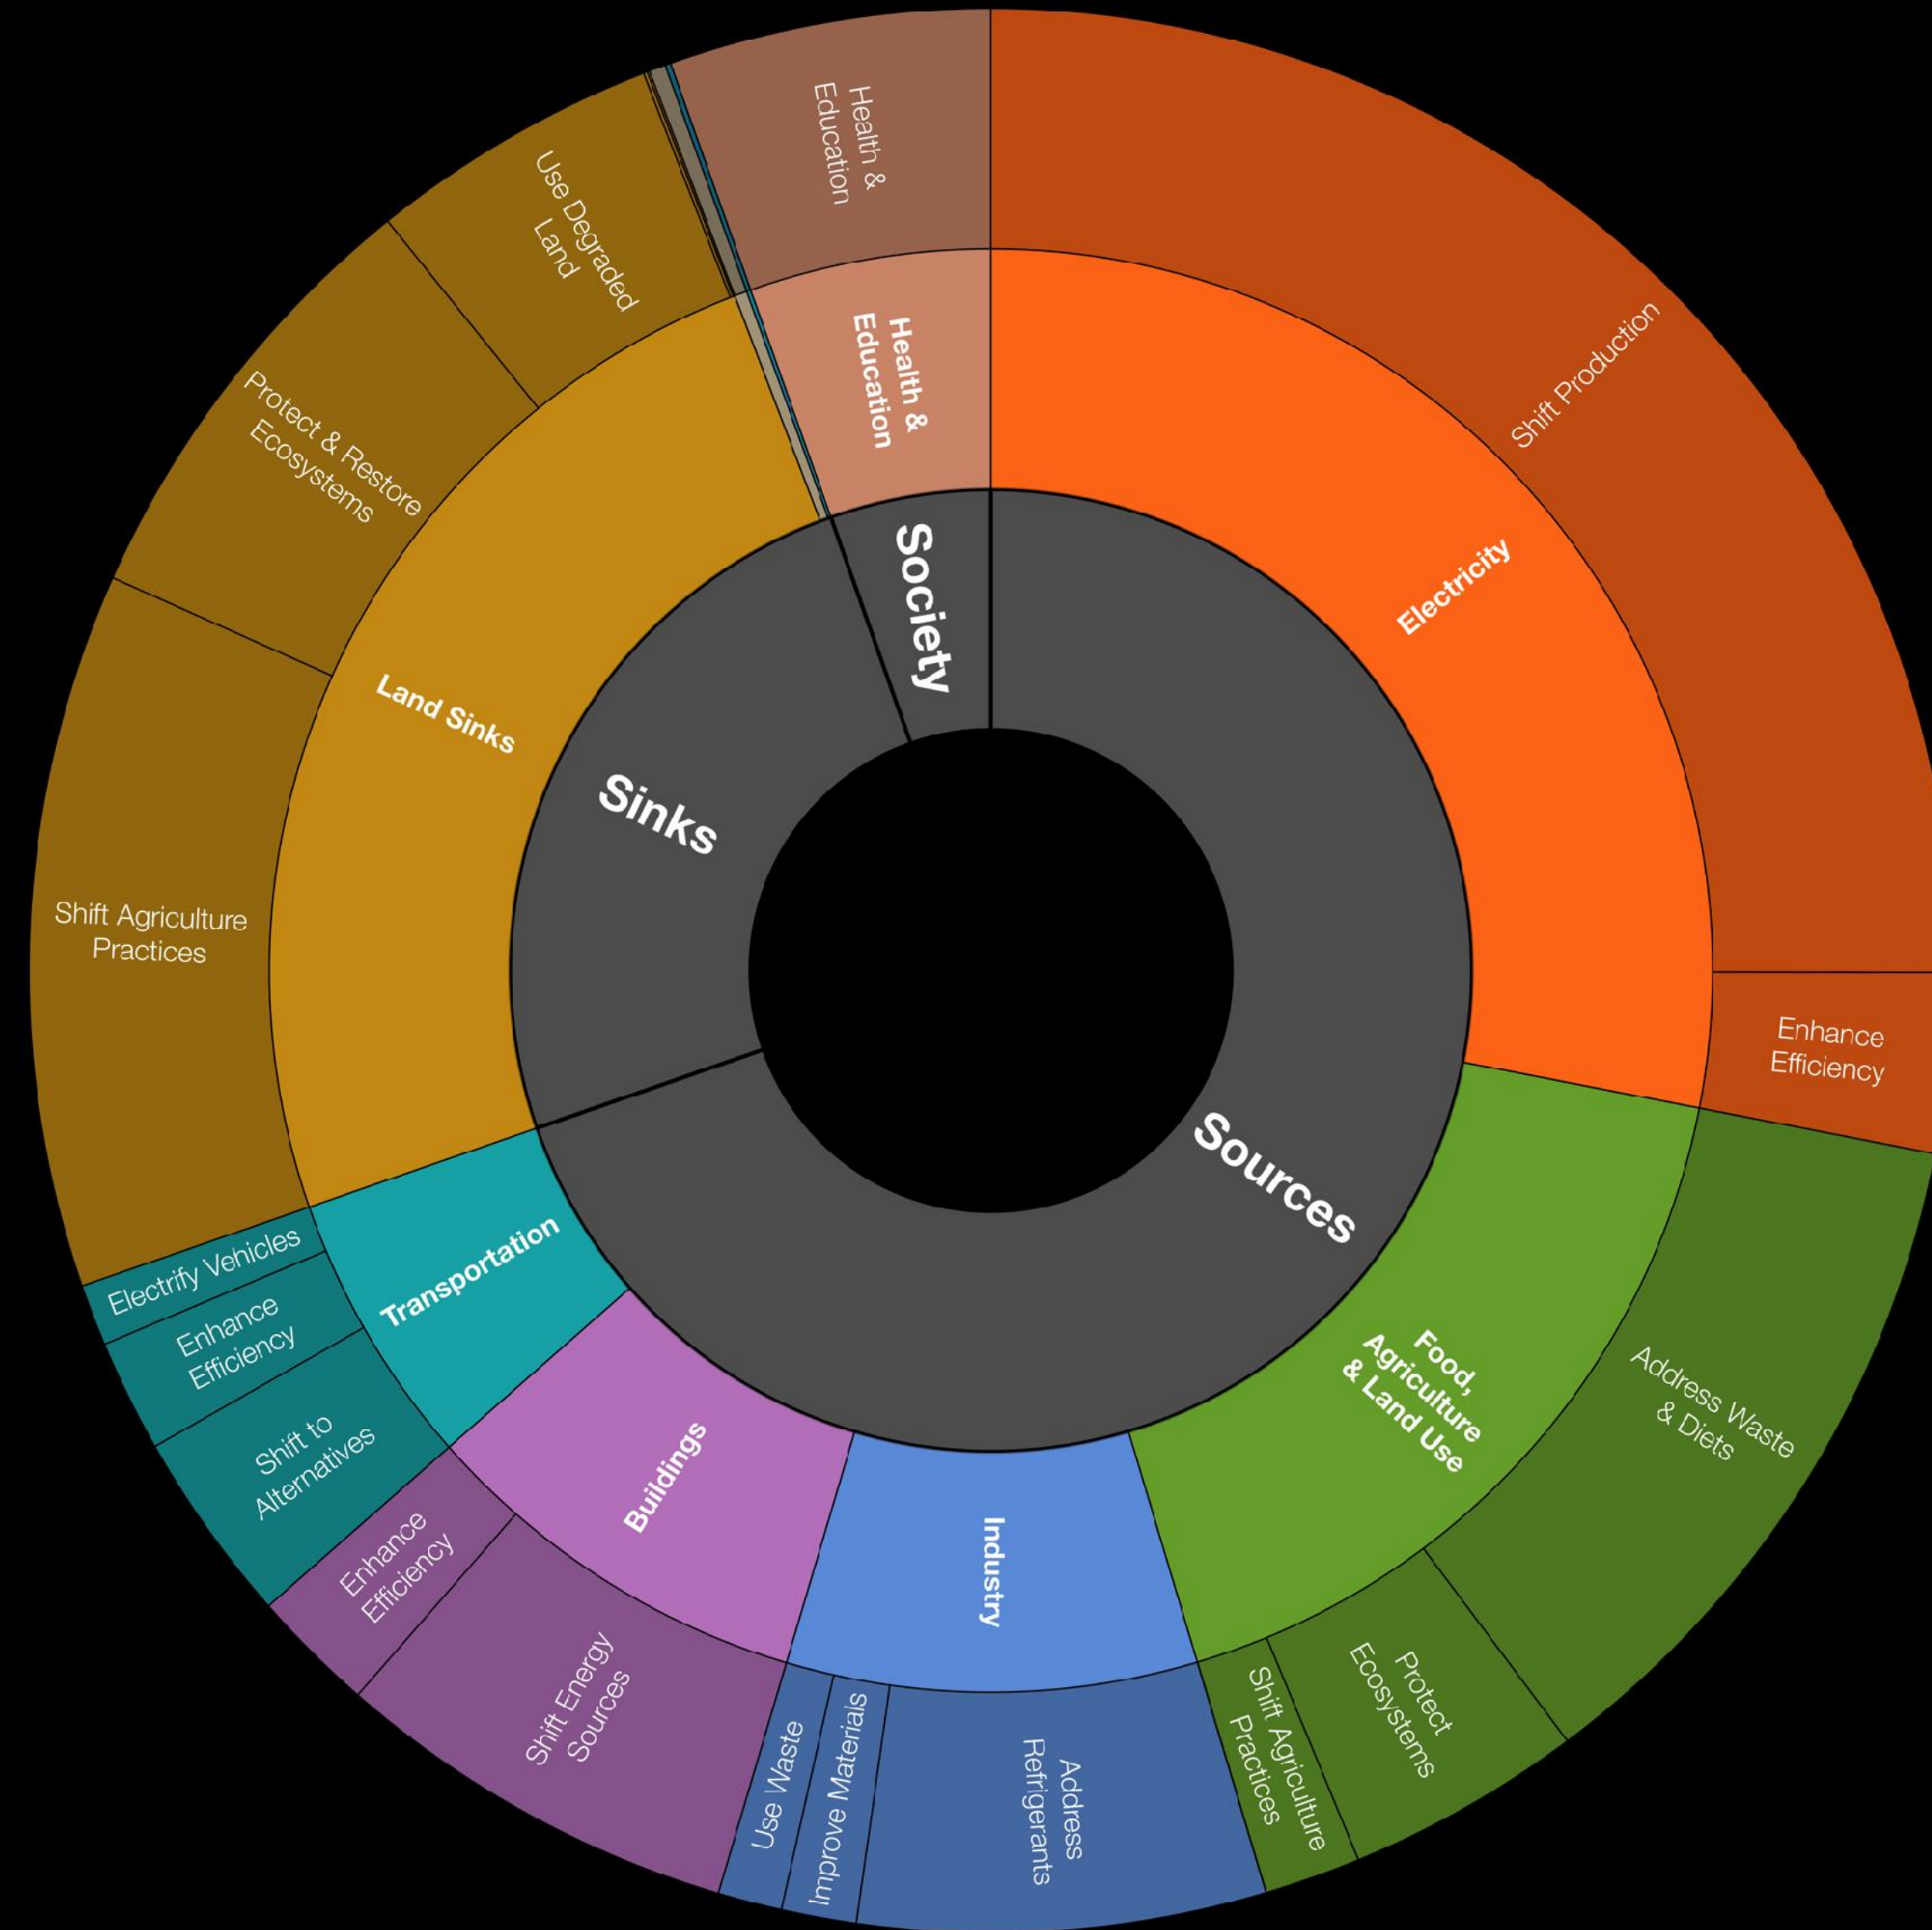 Society
Sources
Sinks
Health &
Education
Electricity
Food,
Agriculture
& Land Use
Industry
Buildings
Transportation
Land Sinks
Health &
Education
Shift Production
Enhance
Efficiency
Address Waste
& Diets
Protect
Ecosystems
Shift Agriculture
Practices
Address
Refrigerants
Improve Materials
Use Waste
Shift Energy
Sources
Enhance
Efficiency
Shift to
Alternatives
Enhance
Efficiency
Electrify Vehicles
Shift Agriculture
Practices
Protect & Restore
Ecosystems
Use Degraded
Land